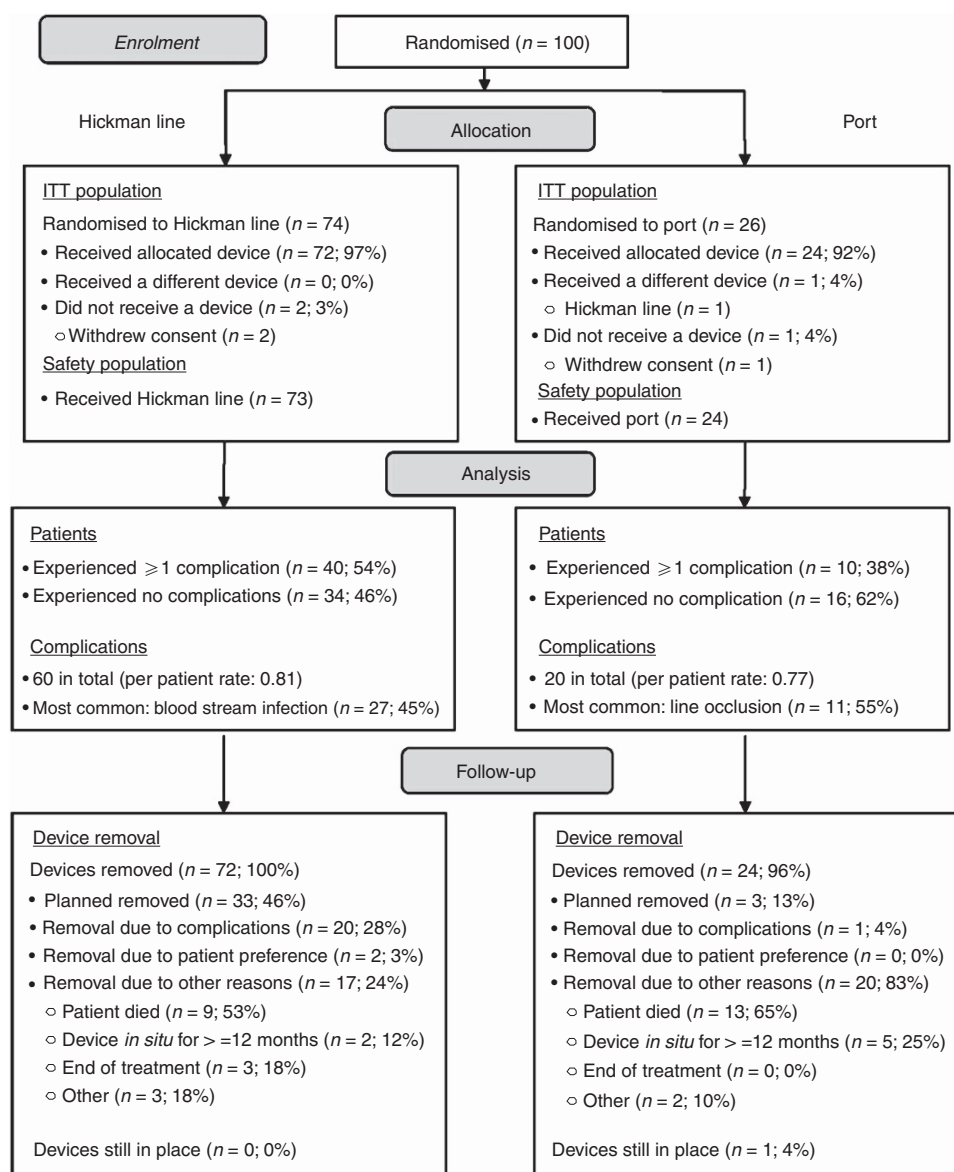 Enrolment
Randomised (n = 100)
Hickman line
Allocation
Port
ITT population
Randomised to Hickman line (n = 74)
• Received allocated device (n = 72; 97%)
• Received a different device (n = 0; 0%)
• Did not receive a device (n = 2; 3%)
○ Withdrew consent (n = 2)
Safety population
• Received Hickman line (n = 73)
ITT population
Randomised to port (n = 26)
• Received allocated device (n = 24; 92%)
• Received a different device (n = 1; 4%)
○ Hickman line (n = 1)
• Did not receive a device (n = 1; 4%)
○ Withdrew consent (n = 1)
Safety population
• Received port (n = 24)
Analysis
Patients
• Experienced ⩾1 complication (n = 40; 54%)
• Experienced no complications (n = 34; 46%)
Complications
• 60 in total (per patient rate: 0.81)
• Most common: blood stream infection (n = 27; 45%)
Patients
• Experienced ⩾1 complication (n = 10; 38%)
• Experienced no complication (n = 16; 62%)
Complications
• 20 in total (per patient rate: 0.77)
• Most common: line occlusion (n = 11; 55%)
Follow-up
Device removal
Devices removed (n = 72; 100%)
• Planned removed (n = 33; 46%)
• Removal due to complications (n = 20; 28%)
• Removal due to patient preference (n = 2; 3%)
• Removal due to other reasons (n = 17; 24%)
○ Patient died (n = 9; 53%)
○ Device in situ for > =12 months (n = 2; 12%)
○ End of treatment (n = 3; 18%)
○ Other (n = 3; 18%)
Devices still in place (n = 0; 0%)
Device removal
Devices removed (n = 24; 96%)
• Planned removed (n = 3; 13%)
• Removal due to complications (n = 1; 4%)
• Removal due to patient preference (n = 0; 0%)
• Removal due to other reasons (n = 20; 83%)
○ Patient died (n = 13; 65%)
○ Device in situ for > =12 months (n = 5; 25%)
○ End of treatment (n = 0; 0%)
○ Other (n = 2; 10%)
Devices still in place (n = 1; 4%)